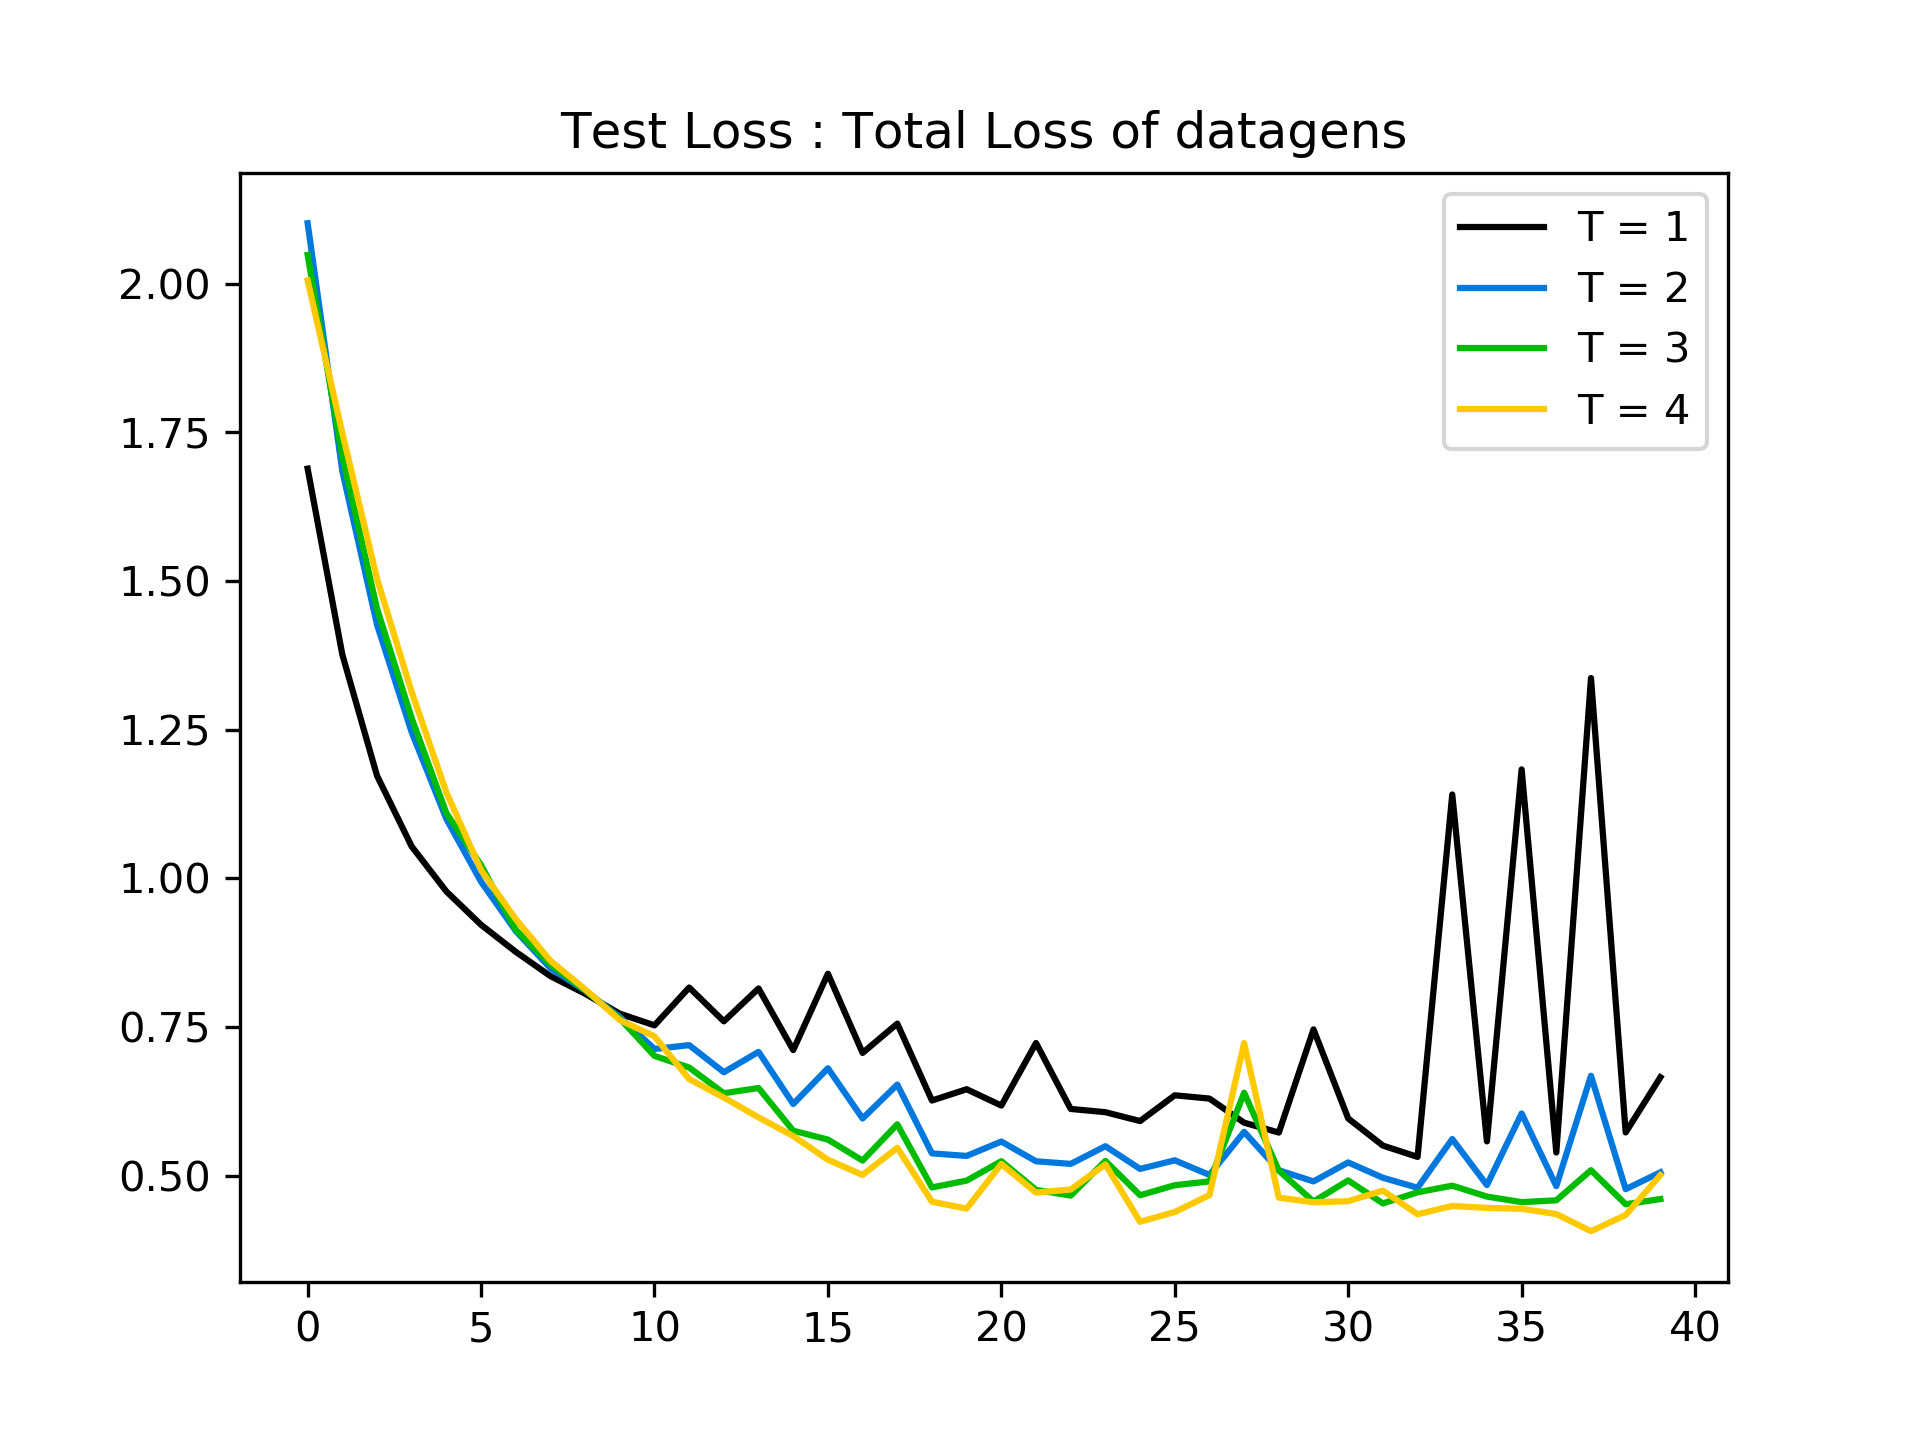 Test Loss : Total Loss of datagens
T = 1
T = 2
T = 3
T = 4
2.00
1.75
1.50
1.25
1.00
0.75
0.50
0 5 10 15 20 25 30 35 40